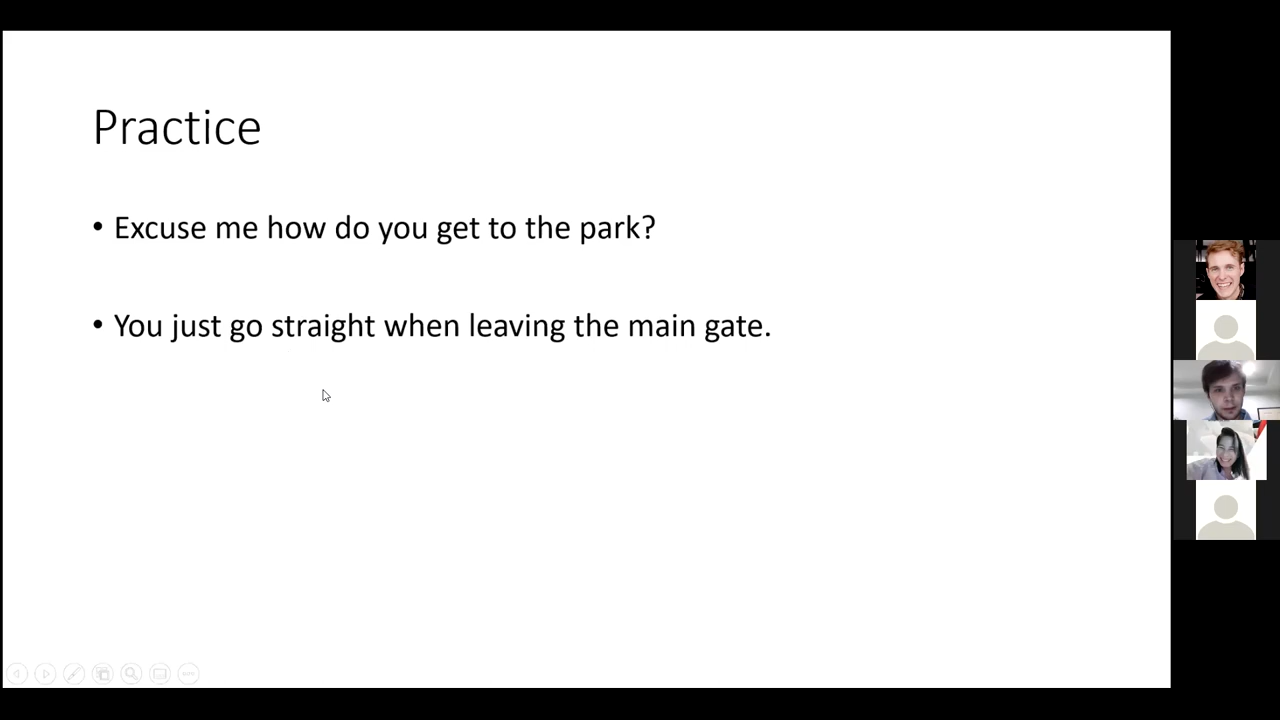 Practice
• Excuse me how do you get to the park?
• You just go straight when leaving the main gate.